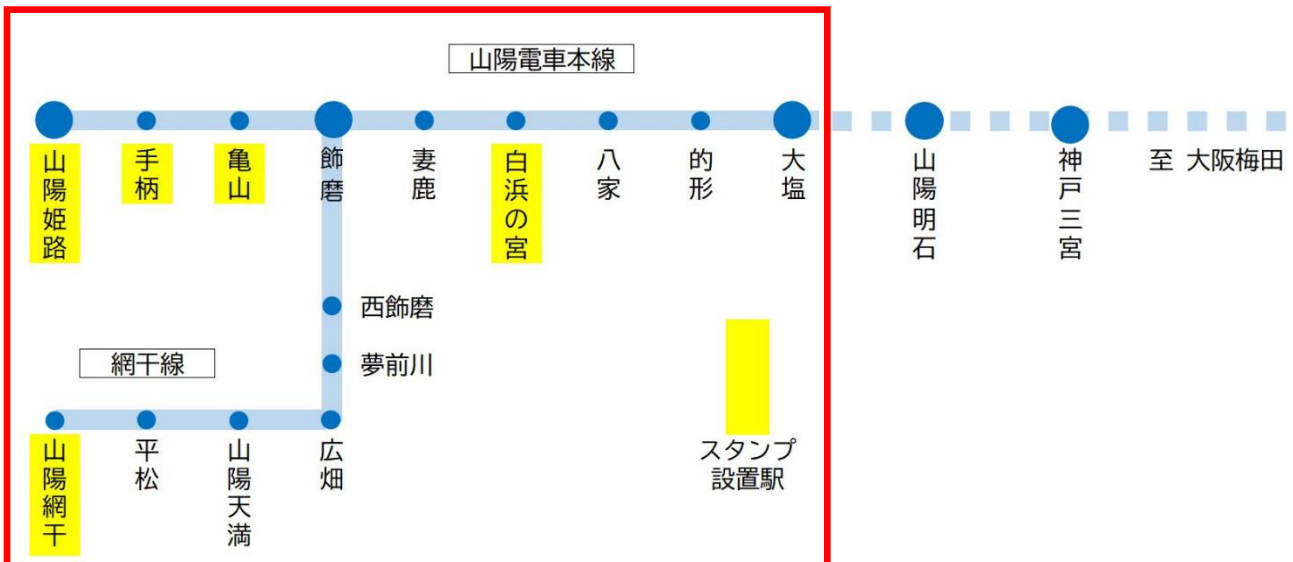 山陽電車本線
山陽姫路
手柄
亀山
飾磨
妻鹿
白浜の宮
八家
的形
大塩
山陽明石
神戸三宮
至 大阪梅田
西飾磨
夢前川
網干線
山陽網干
平松
山陽天満
広畑
スタンプ
設置駅